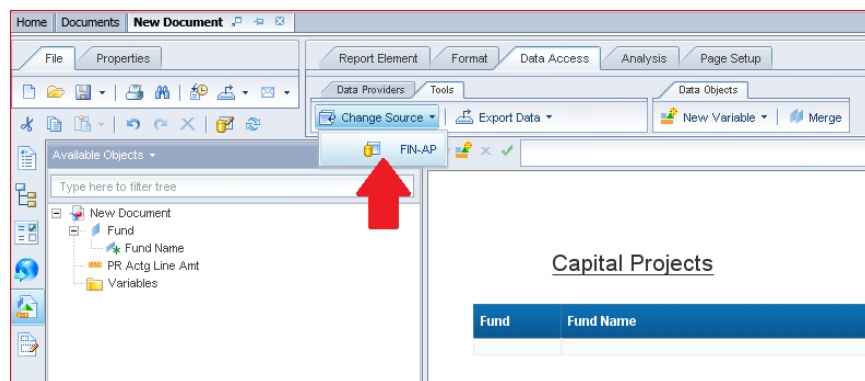 Home Documents New Document
File Properties Report Element Format Data Access Analysis Page Setup
Data Providers Tools Data Objects
Change Source Export Data New Variable Merge
Available Objects FIN-AP
Type here to filter tree
New Document
Fund
Fund Name
PR Actg Line Amt
Variables
Capital Projects
Fund Fund Name